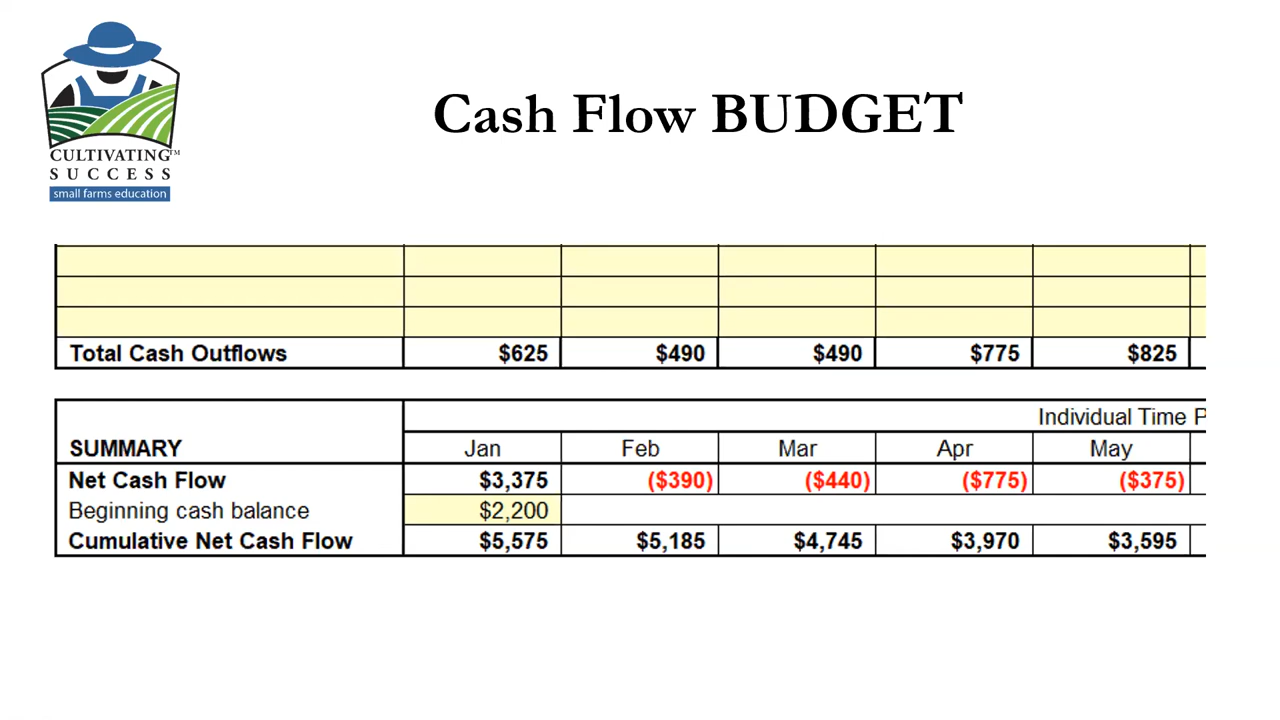 CULTIVATING™
SUCCESS
small farms education
Cash Flow BUDGET
Total Cash Outflows $625 $490 $490 $775 $825
Individual Time P
SUMMARY Jan Feb Mar Apr May
Net Cash Flow $3,375 ($390) ($440) ($775) ($375)
Beginning cash balance $2,200
Cumulative Net Cash Flow $5,575 $5,185 $4,745 $3,970 $3,595